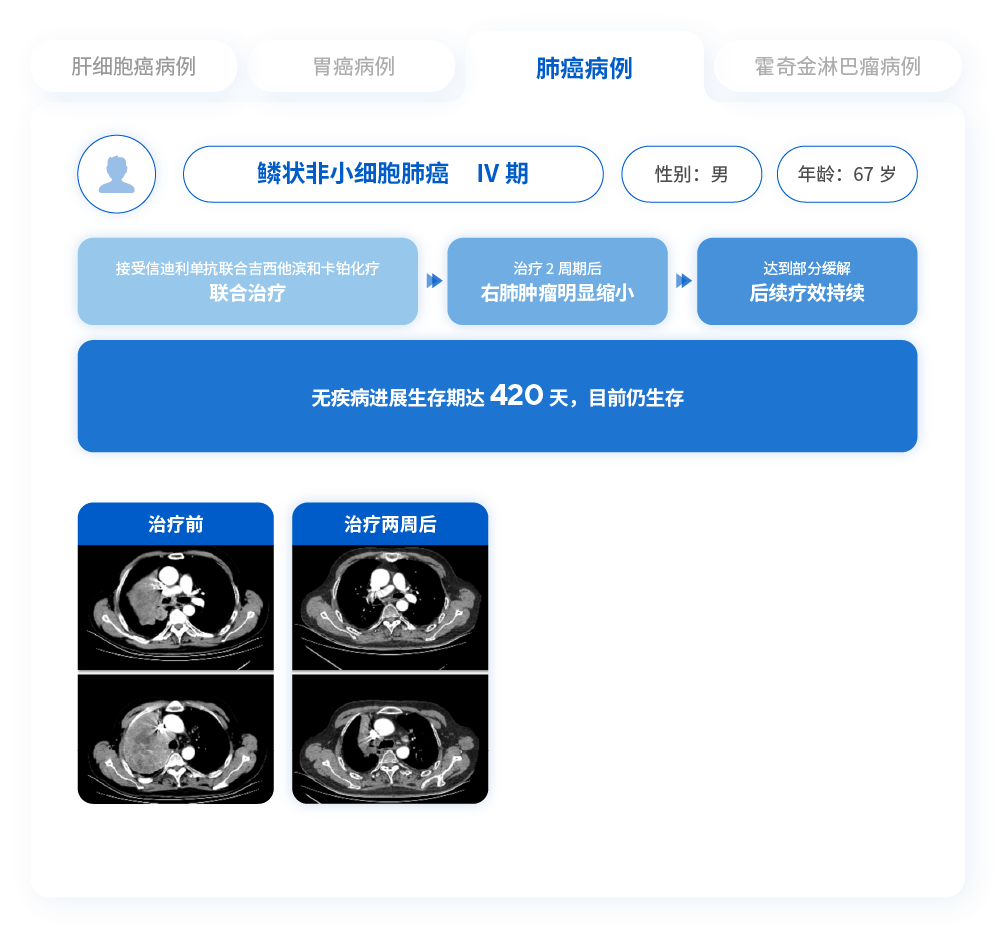 肝细胞癌病例
胃癌病例
肺癌病例
霍奇金淋巴瘤病例
鳞状非小细胞肺癌 IV 期
性别：男
年龄：67 岁
接受信迪利单抗联合吉西他滨和卡铂化疗
联合治疗
治疗 2 周期后
右肺肿瘤明显缩小
达到部分缓解
后续疗效持续
无疾病进展生存期达 420 天，目前仍生存
治疗前
治疗两周后